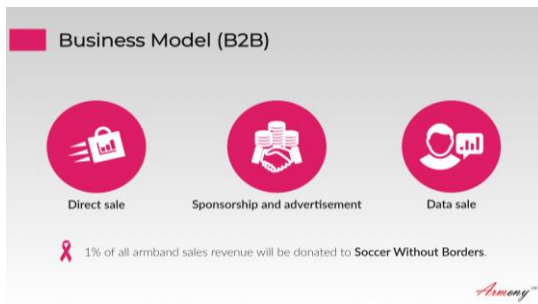 Business Model (B2B)
Direct sale
Sponsorship and advertisement
Data sale
1% of all armband sales revenue will be donated to Soccer Without Borders.
Armony